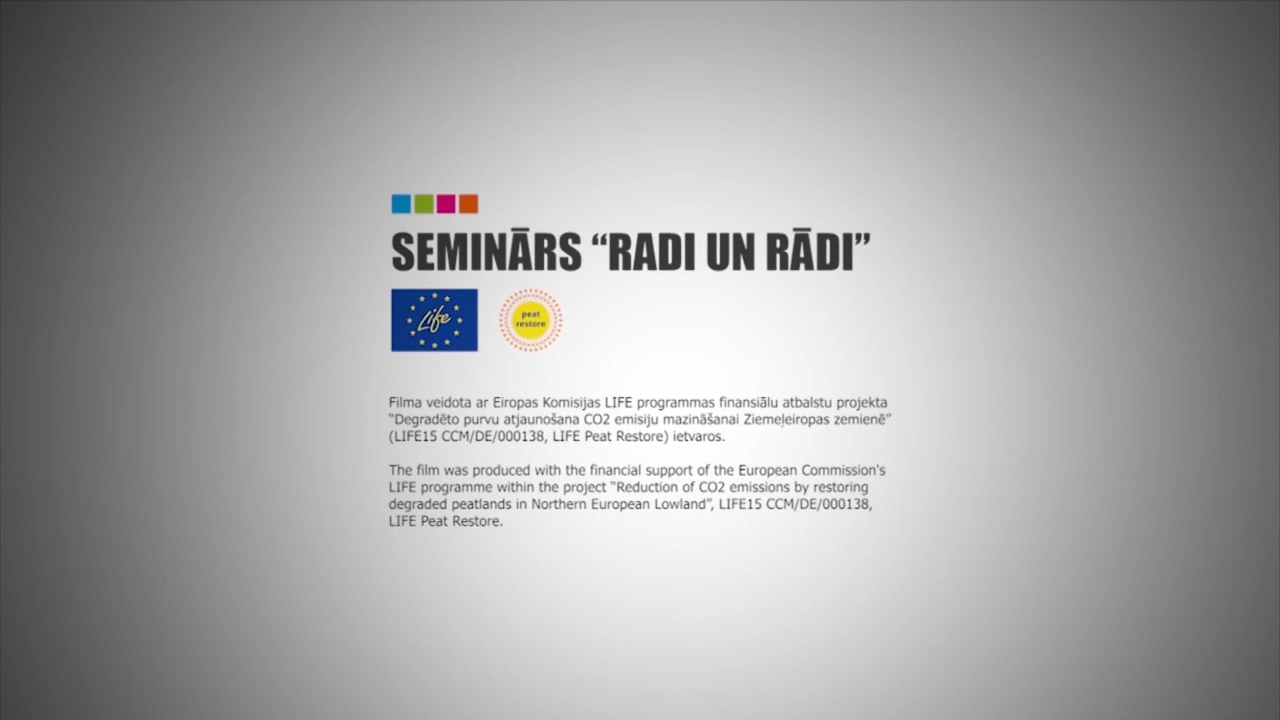 SEMINĀRS “RADI UN RĀDI”
Life
peat
restore
Filma veidota ar Eiropas Komisijas LIFE programmas finansiālu atbalstu projekta
“Degradēto purvu atjaunošana CO2 emisiju mazināšanai Ziemeļeiropas zemienē”
(LIFE15 CCM/DE/000138, LIFE Peat Restore) ietvaros.
The film was produced with the financial support of the European Commission's
LIFE programme within the project “Reduction of CO2 emissions by restoring
degraded peatlands in Northern European Lowland”, LIFE15 CCM/DE/000138,
LIFE Peat Restore.